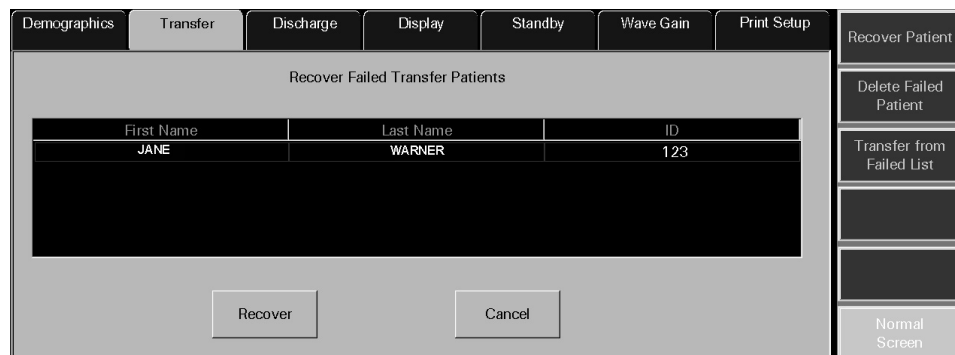 Demographics Transfer Discharge Display Standby Wave Gain Print Setup
Recover Failed Transfer Patients
First Name Last Name ID
JANE WARNER 123
Recover Cancel
Recover Patient
Delete Failed
Patient
Transfer from
Failed List
Normal
Screen